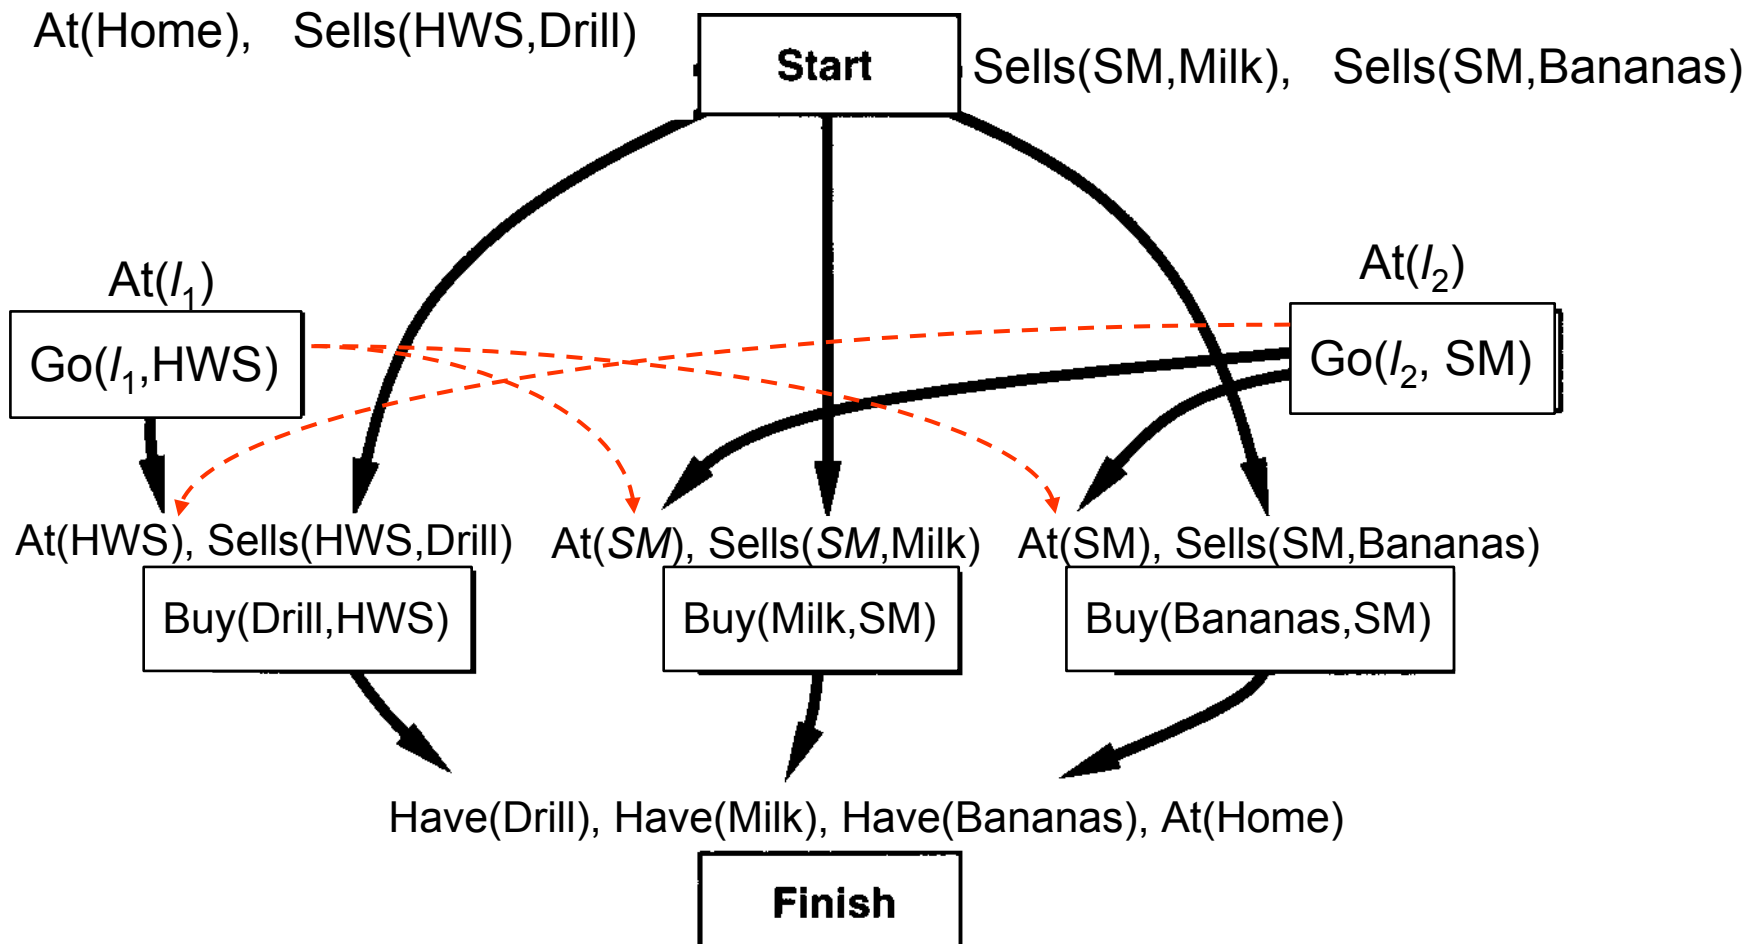 At(Home), Sells(HWS,Drill)
Start
Sells(SM,Milk), Sells(SM,Bananas)
At(l1)
At(l2)
Go(l1,HWS)
Go(l2, SM)
At(HWS), Sells(HWS,Drill)
At(SM), Sells(SM,Milk)
At(SM), Sells(SM,Bananas)
Buy(Drill,HWS)
Buy(Milk,SM)
Buy(Bananas,SM)
Have(Drill), Have(Milk), Have(Bananas), At(Home)
Finish